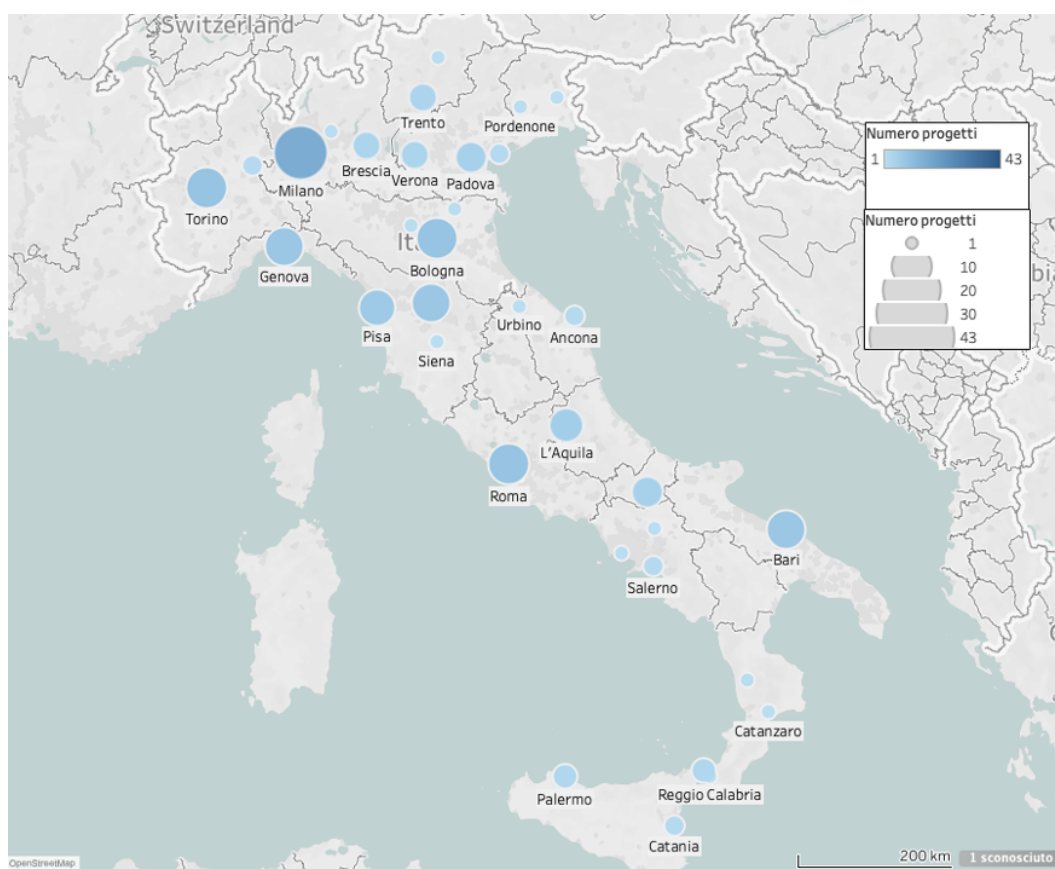 Switzerland
Trento
Pordenone
Brescia
Verona
Padova
Milano
Torino
Genova
Bologna
Pisa
Siena
Urbino
Ancona
L'Aquila
Roma
Bari
Salerno
Catanzaro
Palermo
Reggio Calabria
Catania
Numero progetti
1 43
Numero progetti
1
10
20
30
43
OpenStreetMap
200 km
1 sconosciuto